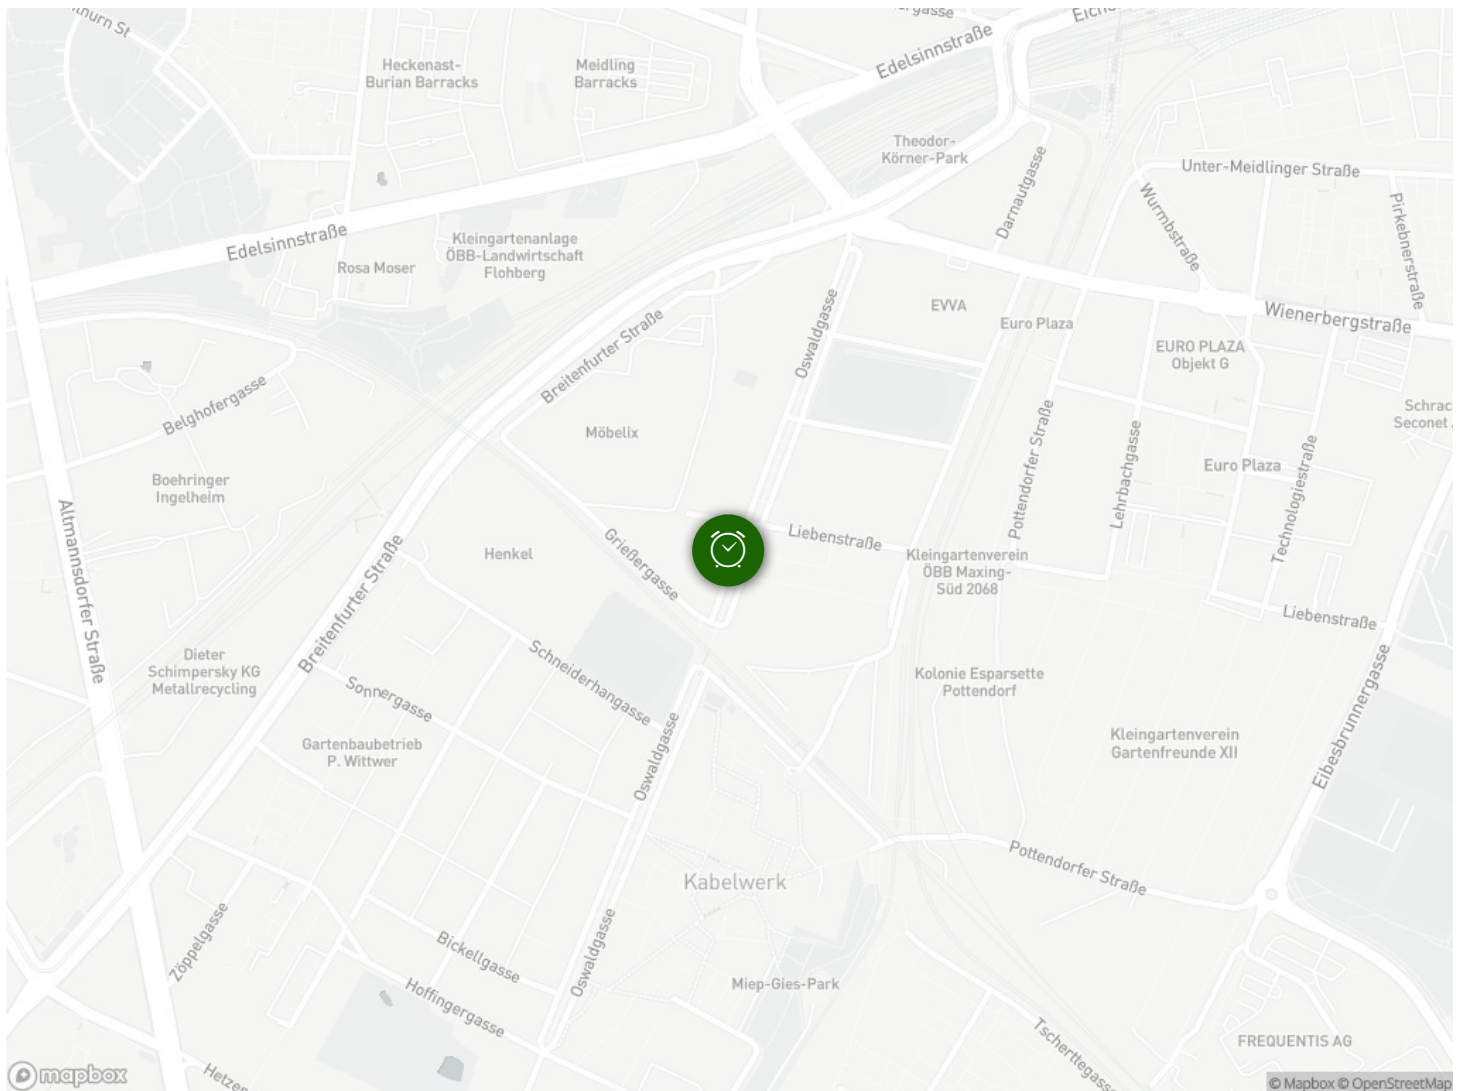 Edelsinnstraße
Heckenast-
Burian Barracks
Meidling
Barracks
Theodor-
Körner-Park
Unter-Meidlinger Straße
Darnautgasse
Wurmbstraße
Pirkebnerstraße
Edelsinnstraße
Kleingartenanlage
ÖBB-Landwirtschaft
Flohberg
Rosa Moser
EVVA
Euro Plaza
Wienerbergstraße
Oswaldgasse
Breitenfurter Straße
EURO PLAZA
Objekt G
Belghofergasse
Möbelix
Schrac
Seconet
Boehringer
Ingelheim
Pottendorfer Straße
Lehrbachgasse
Euro Plaza
Technologiestraße
Altmannsdorfer Straße
Henkel
Grießergasse
Liebenstraße
Kleingartenverein
ÖBB Maxing-
Süd 2068
Breitenfurter Straße
Liebenstraße
Dieter
Schimpersky KG
Metallrecycling
Schneiderhangasse
Sonnergasse
Kolonie Esparsette
Pottendorf
Eibesbrunnergasse
Gartenbaubetrieb
P. Wittwer
Oswaldgasse
Kleingartenverein
Gartenfreunde XII
Kabelwerk
Pottendorfer Straße
Zöppelgasse
Bickellgasse
Oswaldgasse
Hoffingergasse
Miep-Gies-Park
Tscherttegasse
FREQUENTIS AG
Hetzen
mapbox
© Mapbox © OpenStreetMap